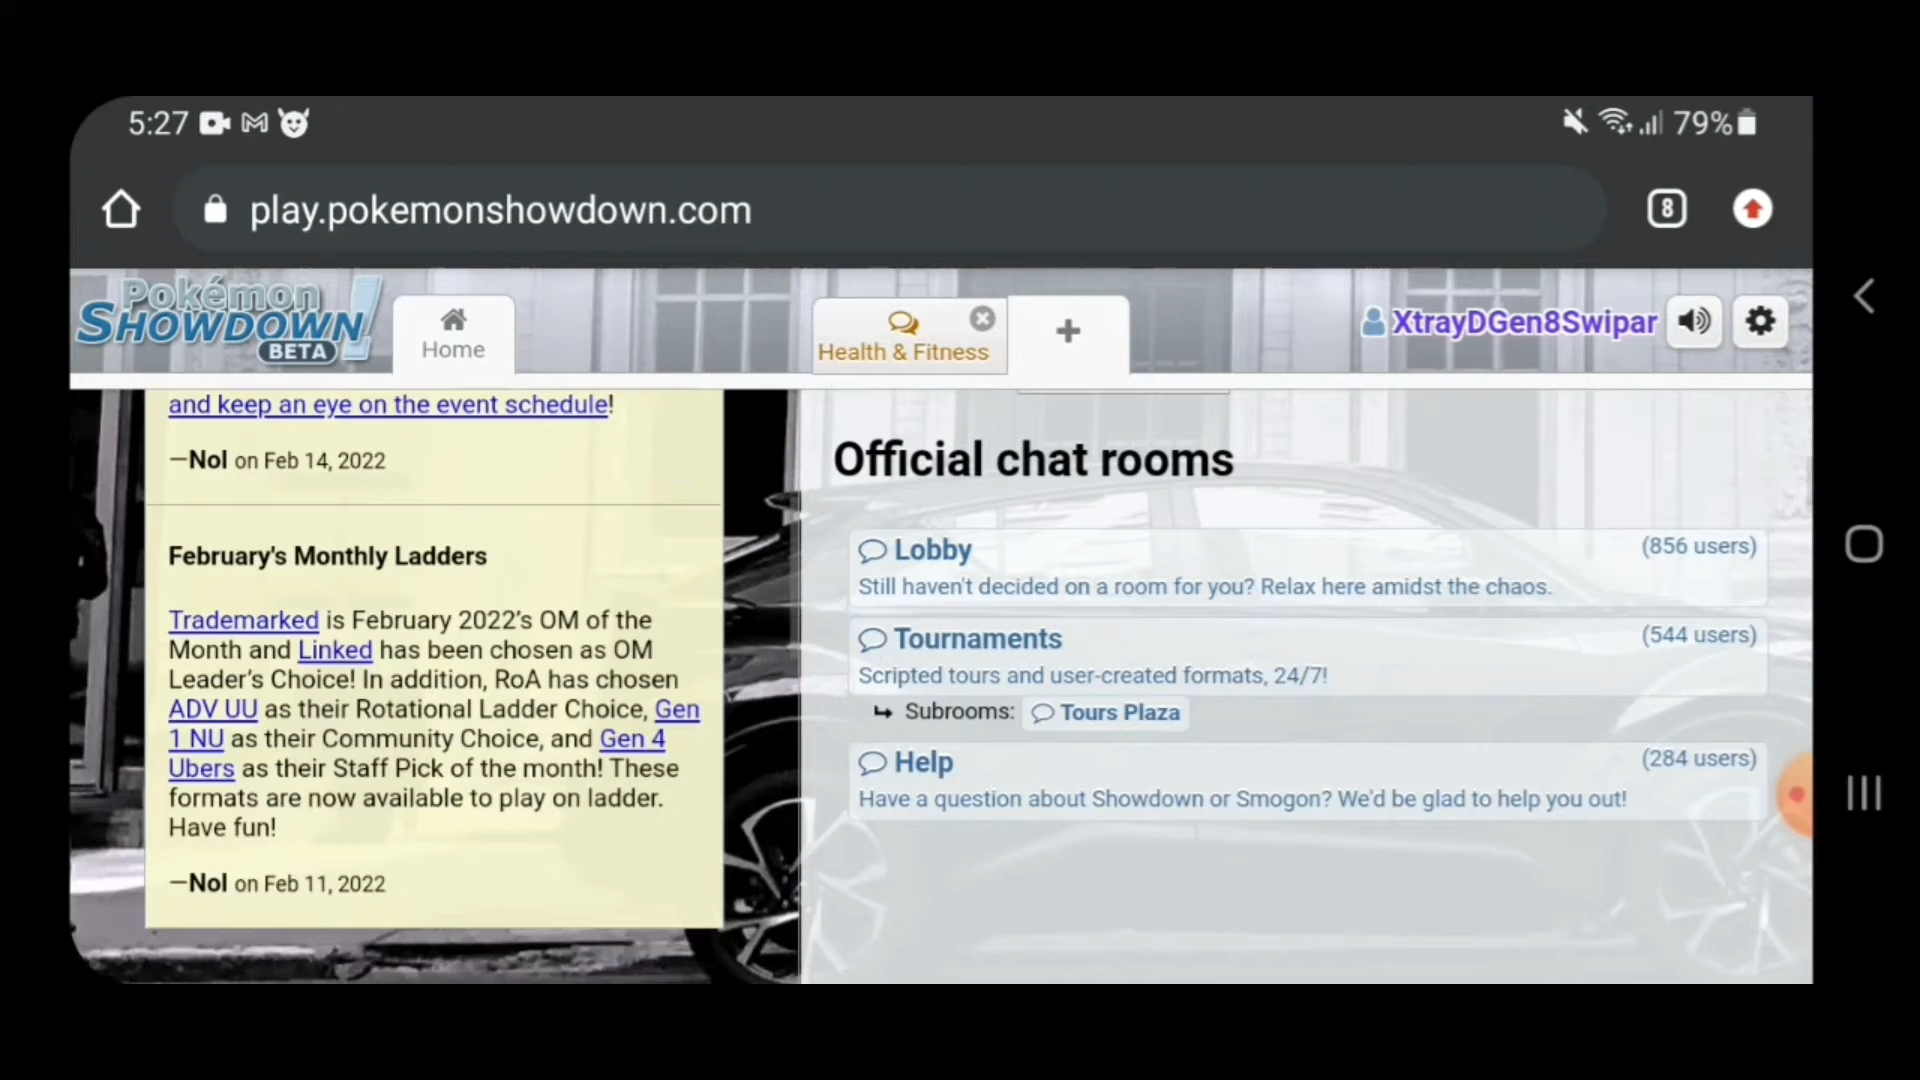 5:27
79%
play.pokemonshowdown.com
8
Pokémon
SHOWDOWN!
BETA
Home
Health & Fitness
XtrayDGen8Swipar
and keep an eye on the event schedule!
—Nol on Feb 14, 2022
February's Monthly Ladders
Trademarked is February 2022's OM of the
Month and Linked has been chosen as OM
Leader's Choice! In addition, RoA has chosen
ADV UU as their Rotational Ladder Choice, Gen
1 NU as their Community Choice, and Gen 4
Ubers as their Staff Pick of the month! These
formats are now available to play on ladder.
Have fun!
—Nol on Feb 11, 2022
Official chat rooms
Lobby (856 users)
Still haven't decided on a room for you? Relax here amidst the chaos.
Tournaments (544 users)
Scripted tours and user-created formats, 24/7!
Subrooms: Tours Plaza
Help (284 users)
Have a question about Showdown or Smogon? We'd be glad to help you out!